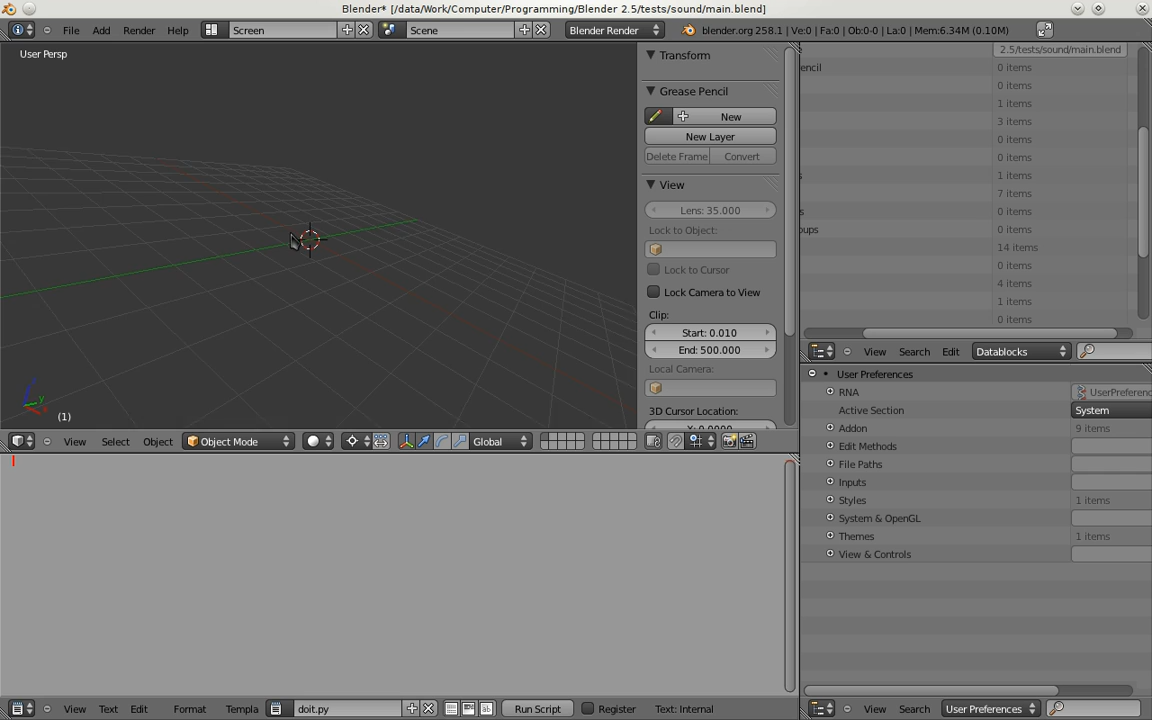 Blender* [/data/Work/Computer/Programming/Blender 2.5/tests/sound/main.blend]
File Add Render Help Screen Scene Blender Render blender.org 258.1 | Ve:0 | Fa:0 | Ob:0-0 | La:0 | Mem:6.34M (0.10M)
User Persp
(1)
Transform
Grease Pencil
New
New Layer
Delete Frame Convert
View
Lens: 35.000
Lock to Object:
Lock to Cursor
Lock Camera to View
Clip:
Start: 0.010
End: 500.000
Local Camera:
3D Cursor Location:
X: 0.0000
2.5/tests/sound/main.blend
encil 0 items
0 items
1 items
3 items
0 items
0 items
s 1 items
7 items
s 0 items
oups 0 items
14 items
0 items
4 items
1 items
0 items
View Search Edit Datablocks
View Select Object Object Mode Global
User Preferences
RNA UserPreferenc
Active Section System
Addon 9 items
Edit Methods
File Paths
Inputs
Styles 1 items
System & OpenGL
Themes 1 items
View & Controls
View Text Edit Format Templa doit.py Run Script Register Text: Internal
View Search User Preferences